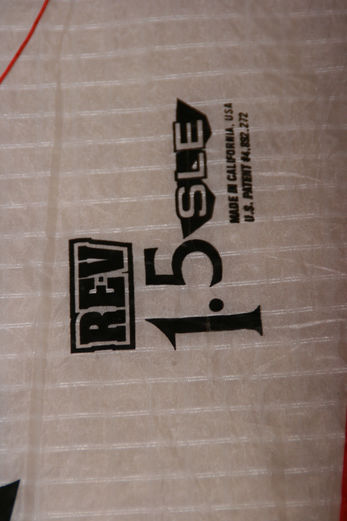 REV
1.5 SLE
MADE IN CALIFORNIA, USA
U.S. PATENT #4,892,272